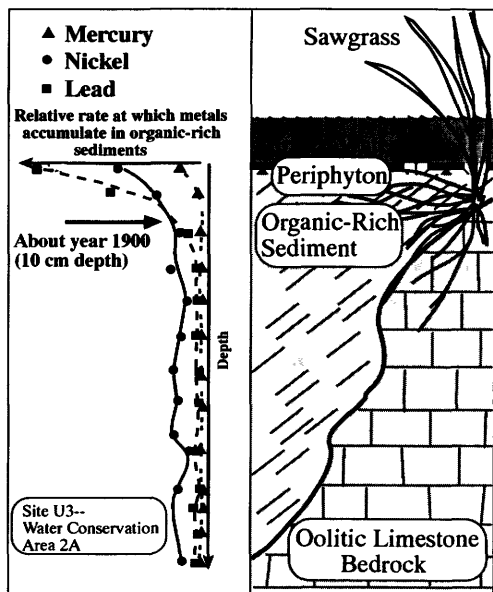 Mercury
Nickel
Lead
Relative rate at which metals
accumulate in organic-rich
sediments
About year 1900
(10 cm depth)
Depth
Site U3--
Water Conservation
Area 2A
Sawgrass
Periphyton
Organic-Rich
Sediment
Oolitic Limestone
Bedrock